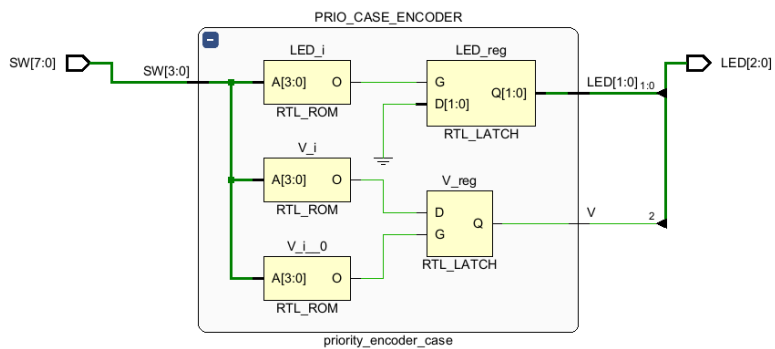 PRIO_CASE_ENCODER
SW[7:0]
SW[3:0]
LED_i
A[3:0] O
RTL_ROM
LED_reg
G
D[1:0]
Q[1:0]
RTL_LATCH
LED[1:0] 1:0
LED[2:0]
V_i
A[3:0] O
RTL_ROM
V_reg
D
G
Q
RTL_LATCH
V 2
V_i__0
A[3:0] O
RTL_ROM
priority_encoder_case